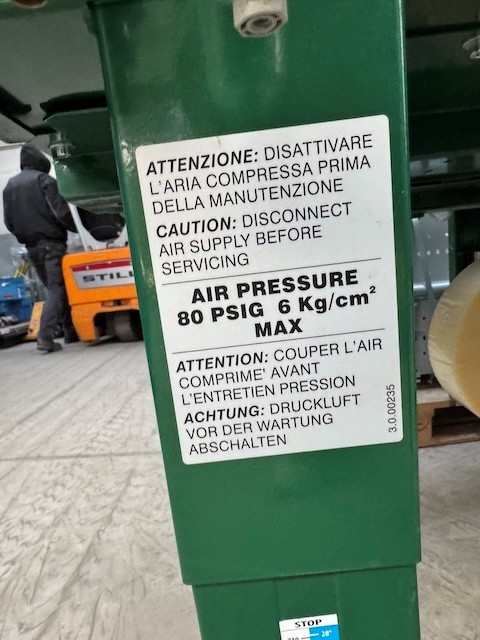 ATTENZIONE: DISATTIVARE
L'ARIA COMPRESSA PRIMA
DELLA MANUTENZIONE
CAUTION: DISCONNECT
AIR SUPPLY BEFORE
SERVICING
AIR PRESSURE
80 PSIG 6 Kg/cm²
MAX
ATTENTION: COUPER L'AIR
COMPRIME' AVANT
L'ENTRETIEN PRESSION
ACHTUNG: DRUCKLUFT
VOR DER WARTUNG
ABSCHALTEN
3.0.00235
STILL
STOP
28"